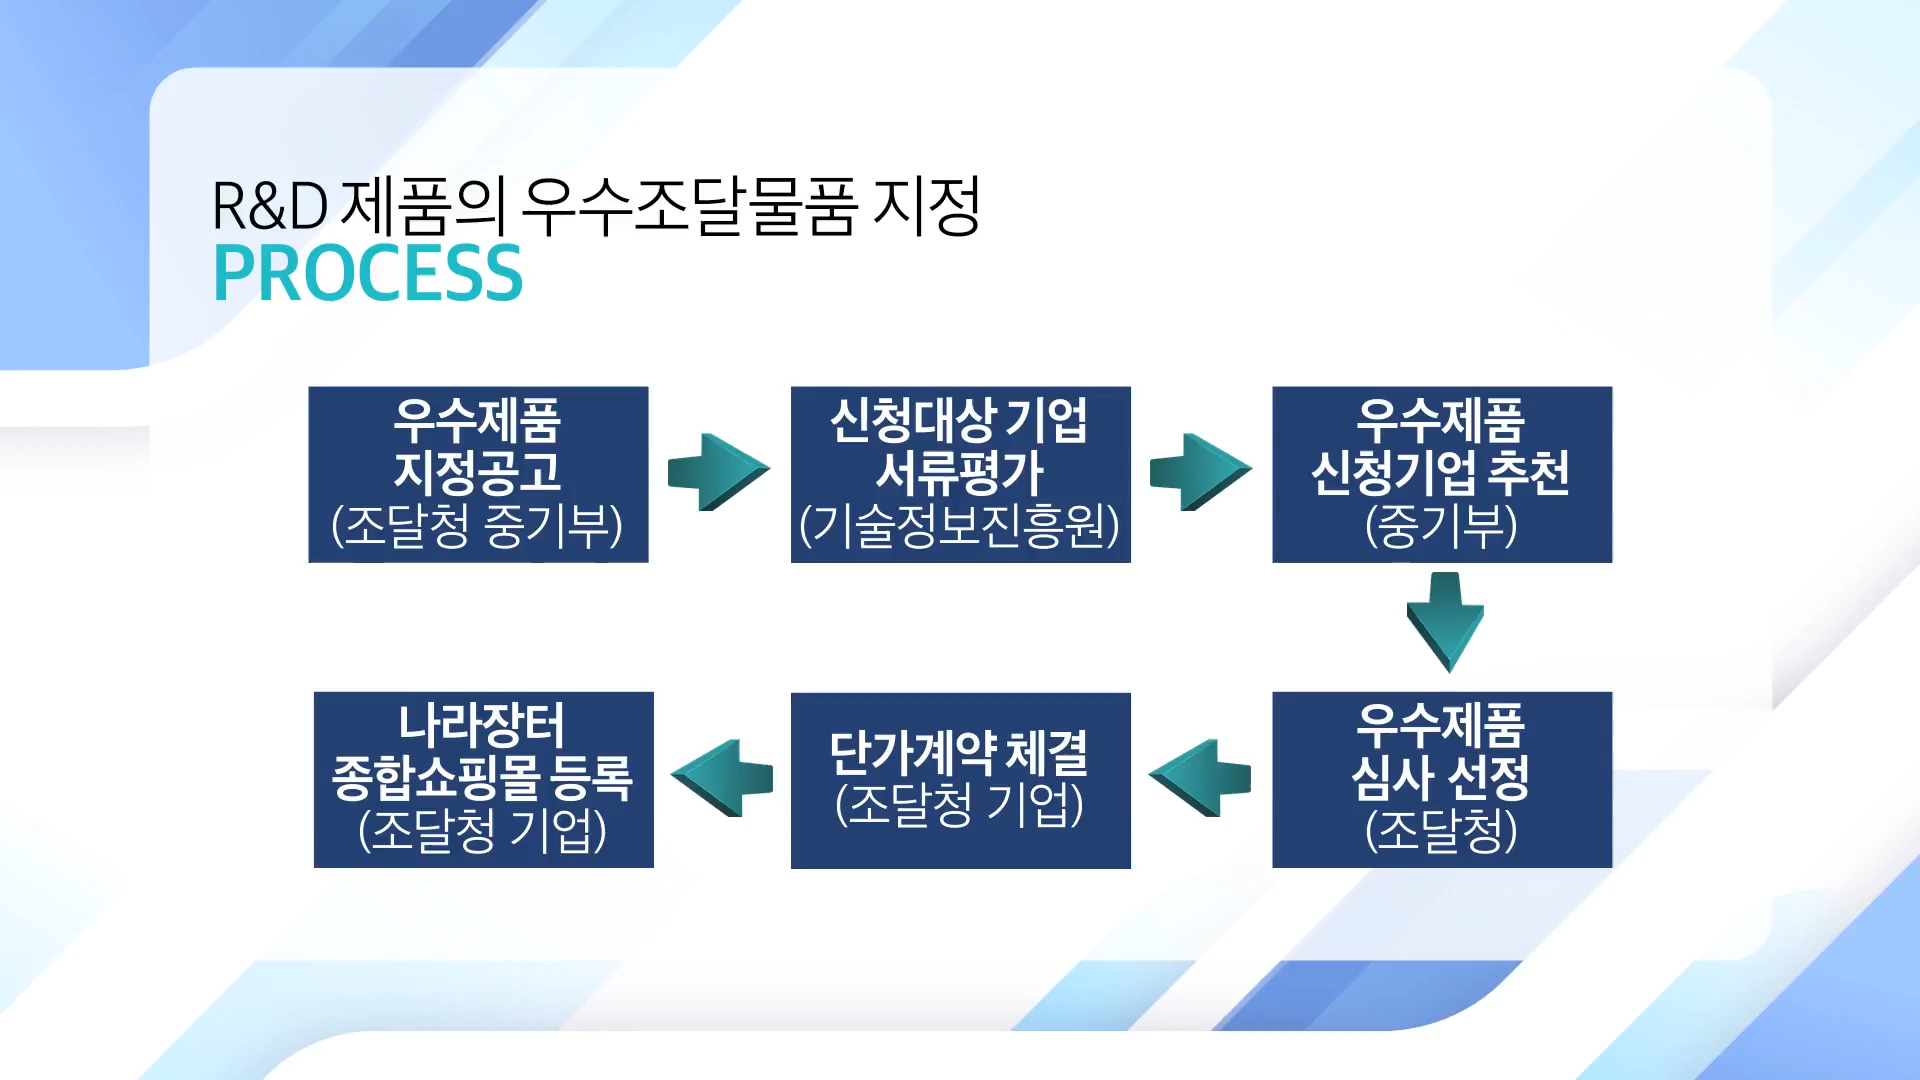 R&D 제품의 우수조달물품 지정
PROCESS
우수제품
지정공고
(조달청 중기부)
신청대상 기업
서류평가
(기술정보진흥원)
우수제품
신청기업 추천
(중기부)
우수제품
심사 선정
(조달청)
단가계약 체결
(조달청 기업)
나라장터
종합쇼핑몰 등록
(조달청 기업)